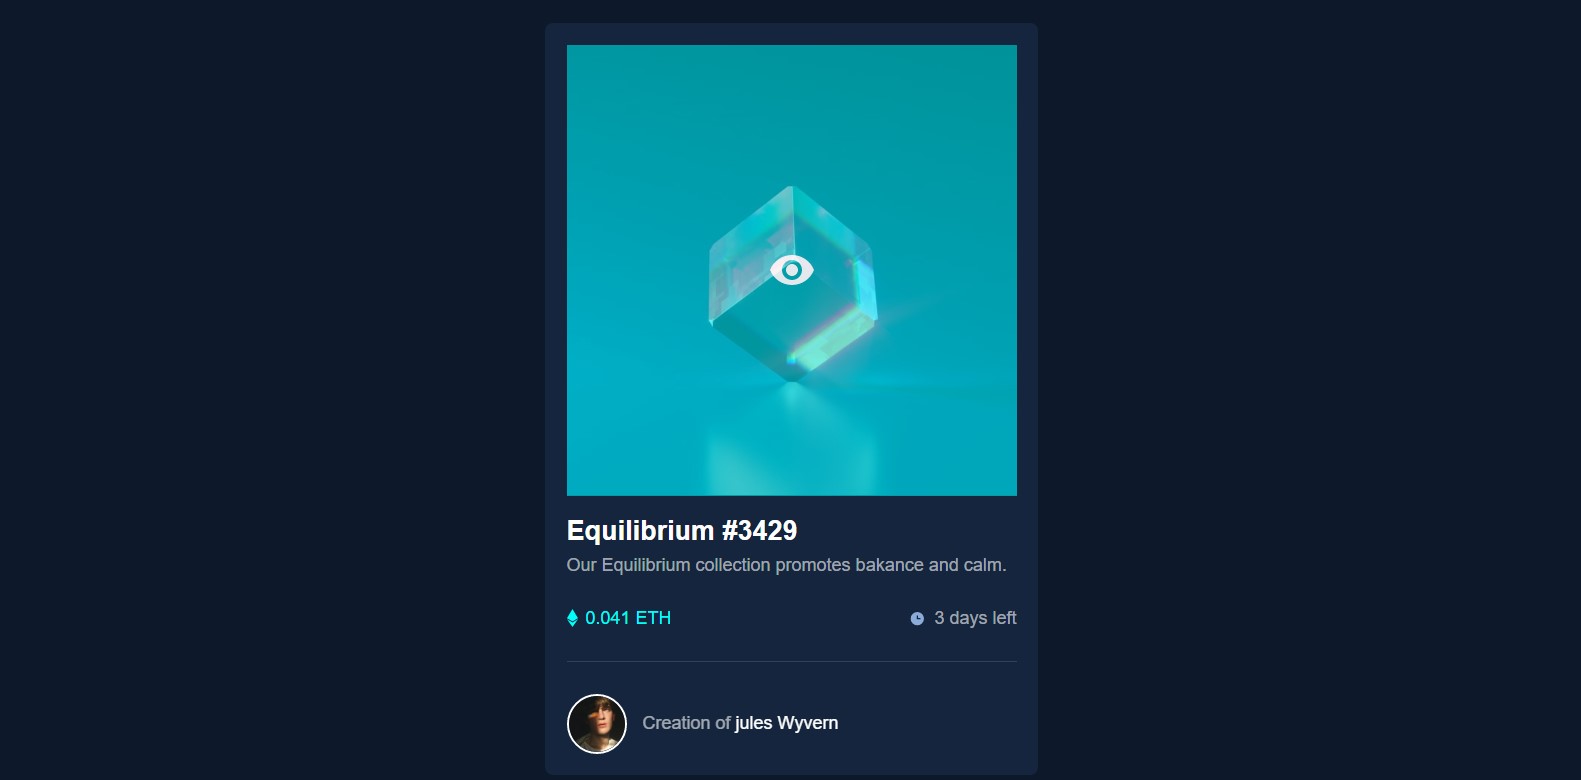 Equilibrium #3429
Our Equilibrium collection promotes bakance and calm.
0.041 ETH
3 days left
Creation of jules Wyvern